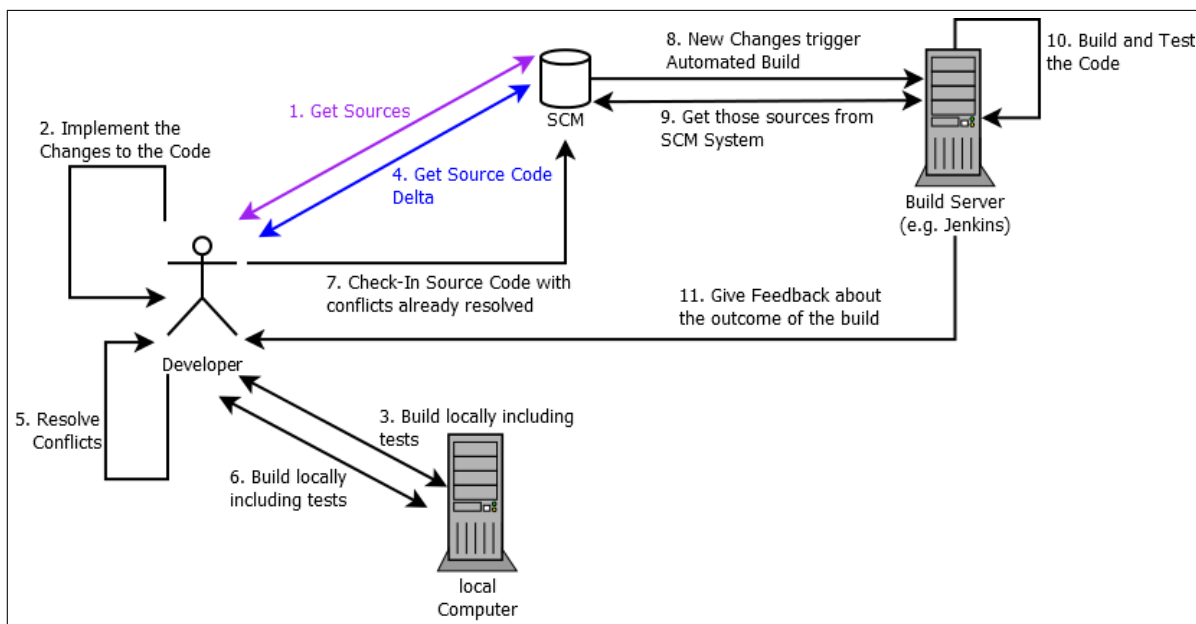 8. New Changes trigger
Automated Build
10. Build and Test
the Code
1. Get Sources
SCM
9. Get those sources from
SCM System
2. Implement the
Changes to the Code
4. Get Source Code
Delta
Build Server
(e.g. Jenkins)
7. Check-In Source Code with
conflicts already resolved
11. Give Feedback about
the outcome of the build
Developer
5. Resolve
Conflicts
3. Build locally including
tests
6. Build locally
including tests
local
Computer